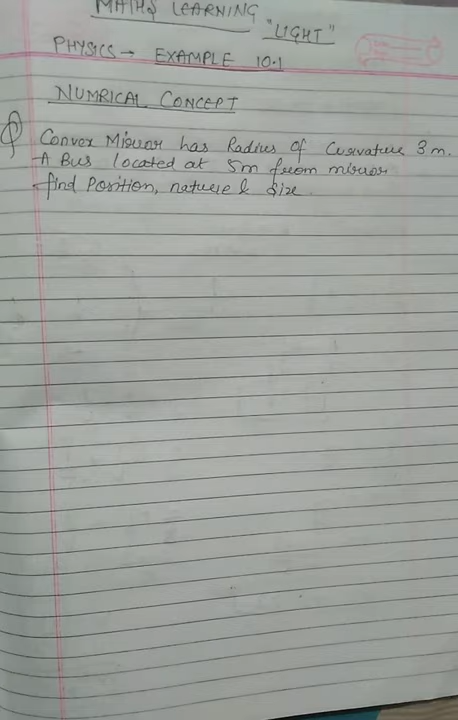 MATHS LEARNING
"LIGHT"
PHYSICS → EXAMPLE 10.1
NUMRICAL CONCEPT
Q Convex Mirror has Radius of Curvature 3 m.
A Bus located at 5m from mirror
find Position, nature & size